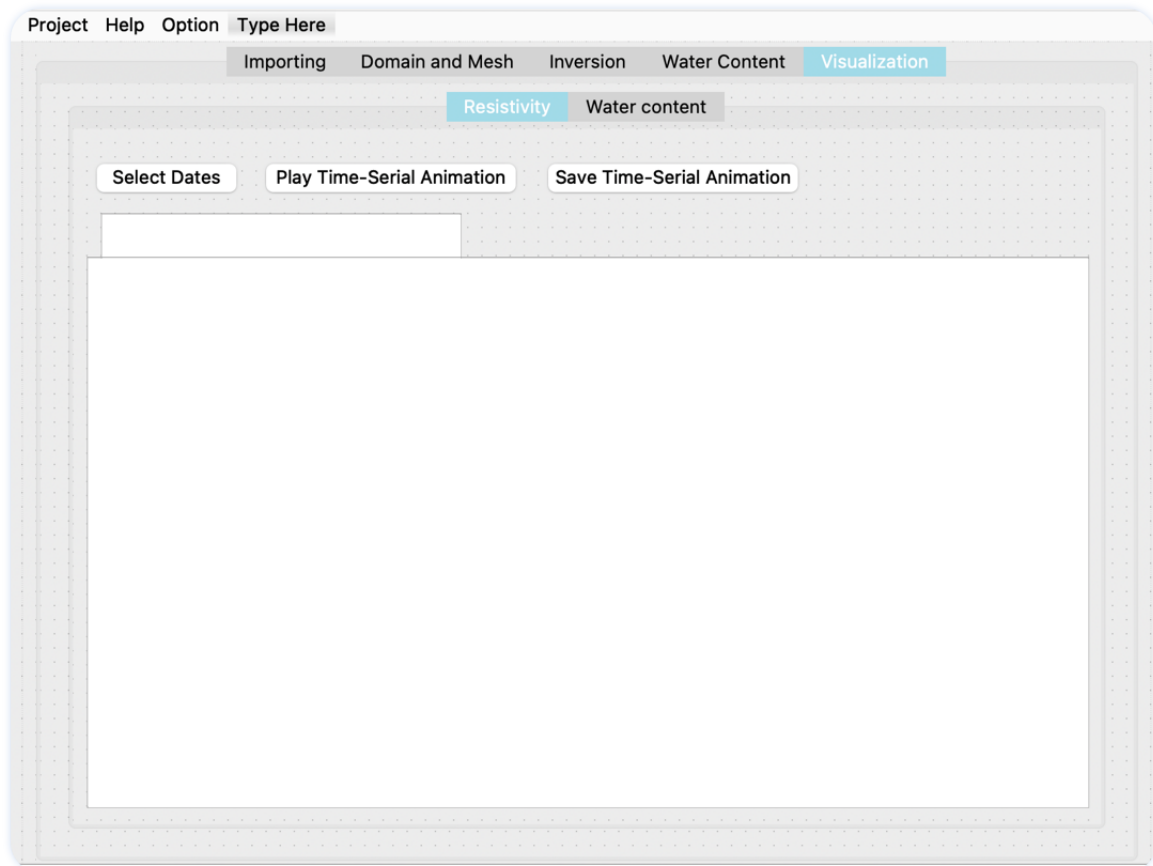 Project Help Option Type Here
Importing Domain and Mesh Inversion Water Content Visualization
Resistivity Water content
Select Dates Play Time-Serial Animation Save Time-Serial Animation